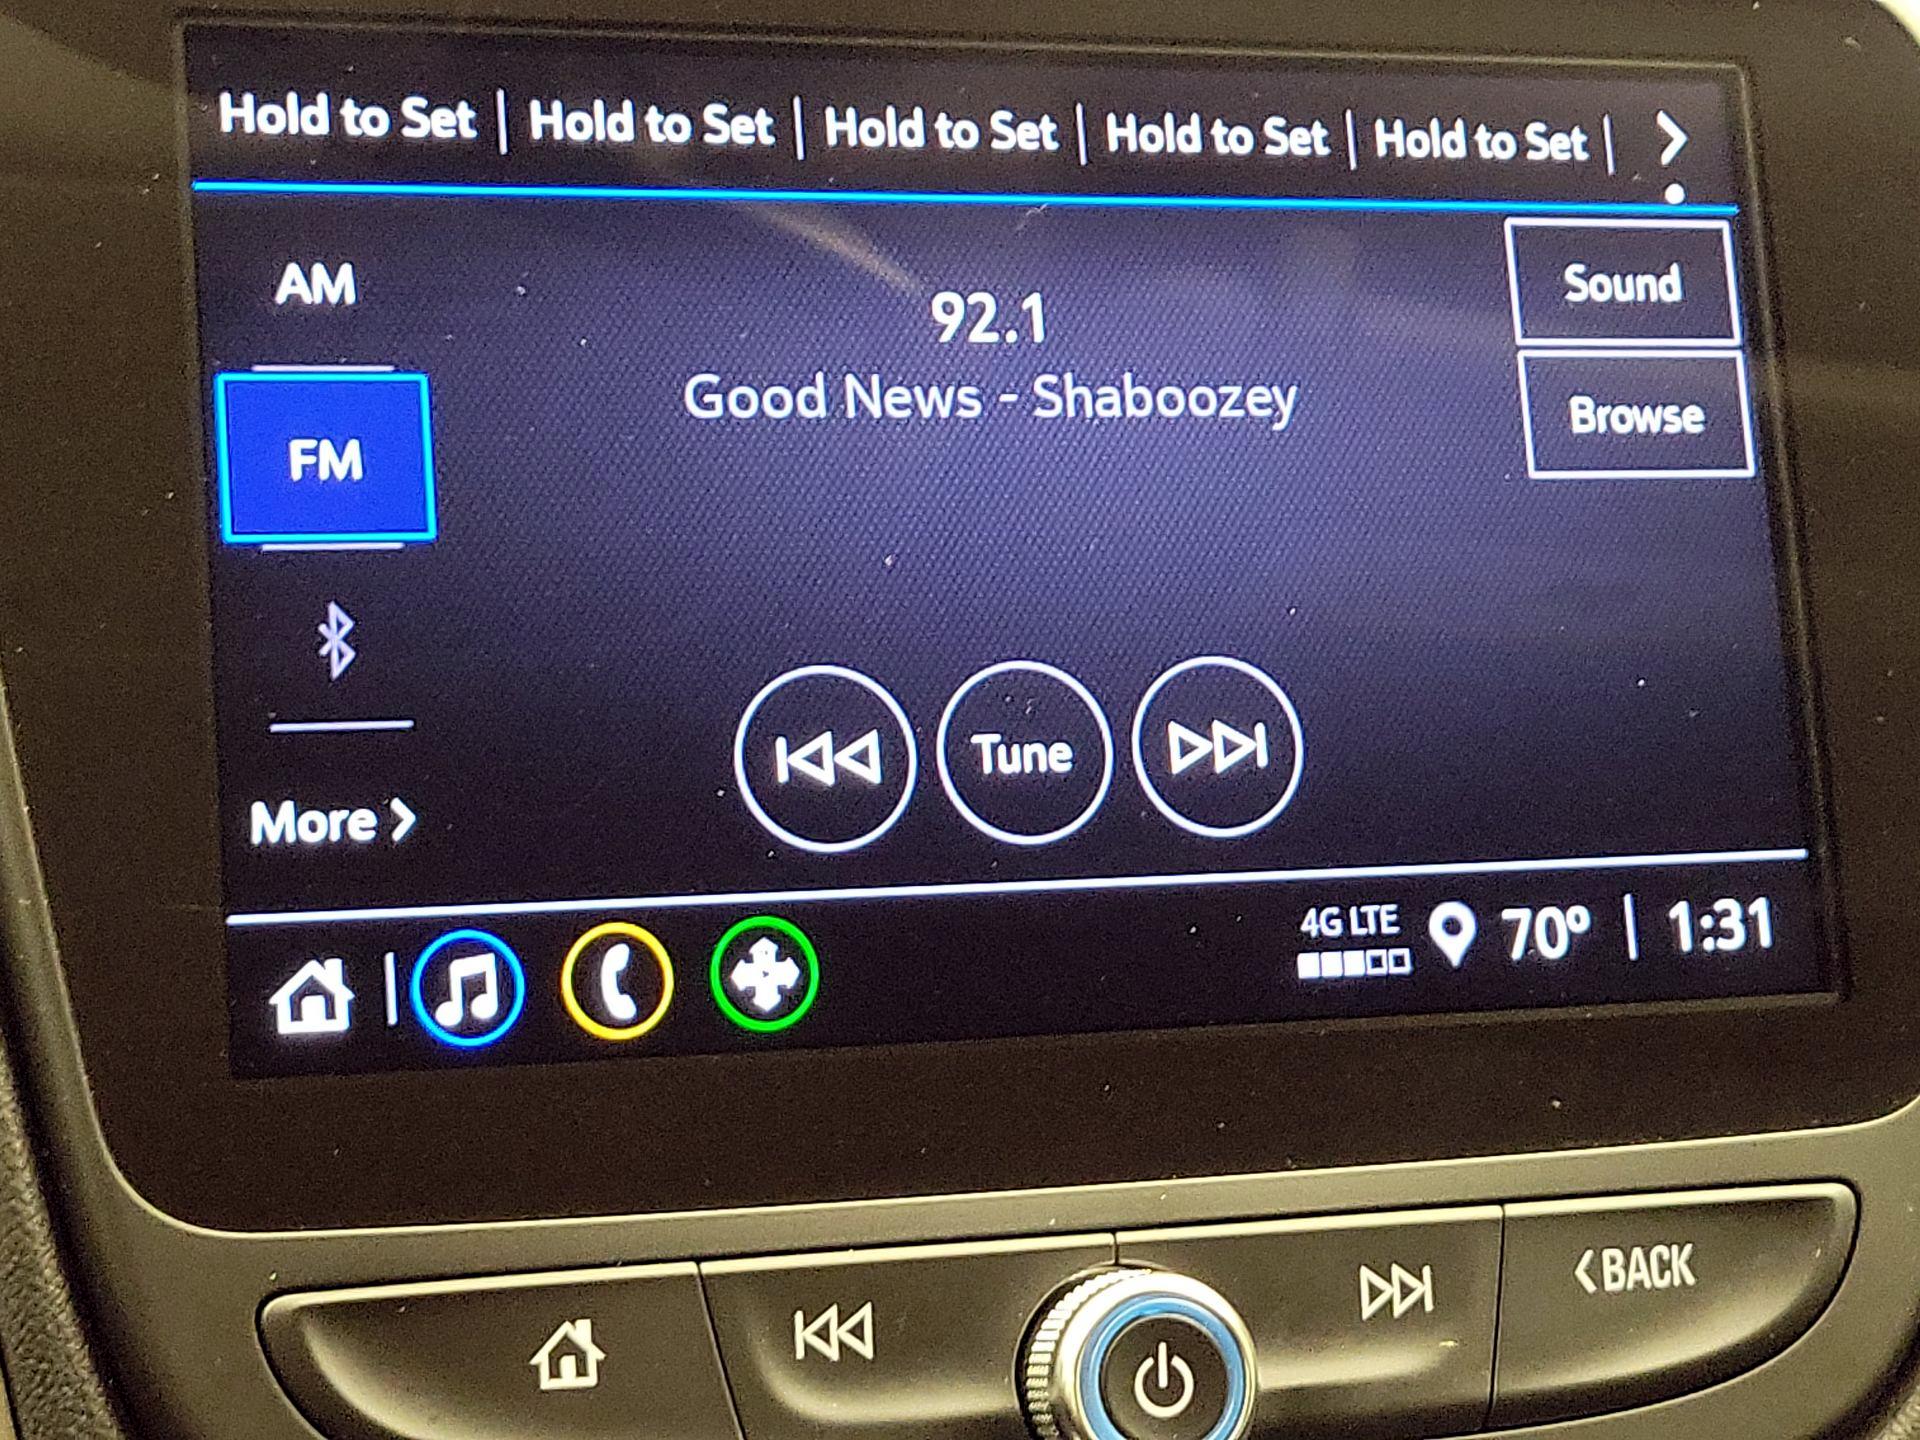 Hold to Set | Hold to Set | Hold to Set | Hold to Set | Hold to Set |
AM
92.1
Sound
Good News - Shaboozey
Browse
FM
Tune
More
4G LTE
70° | 1:31
BACK